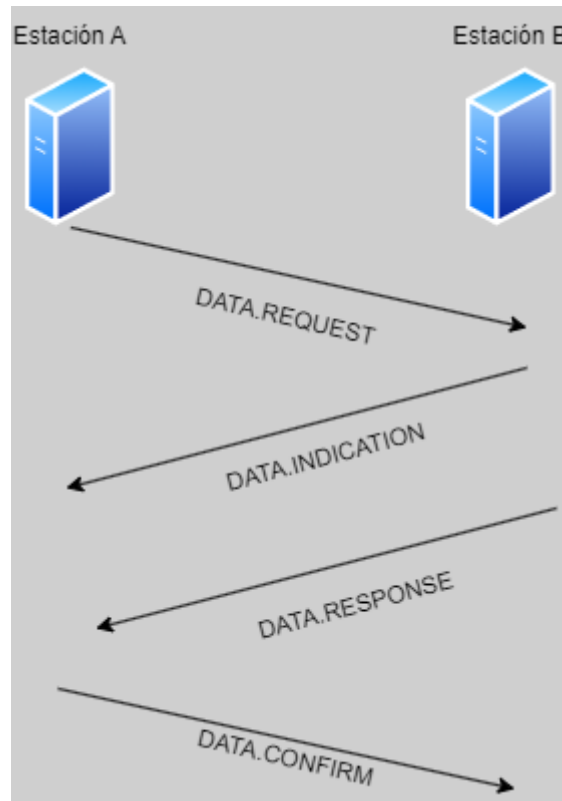 Estación A
Estación B
DATA.REQUEST
DATA.INDICATION
DATA.RESPONSE
DATA.CONFIRM